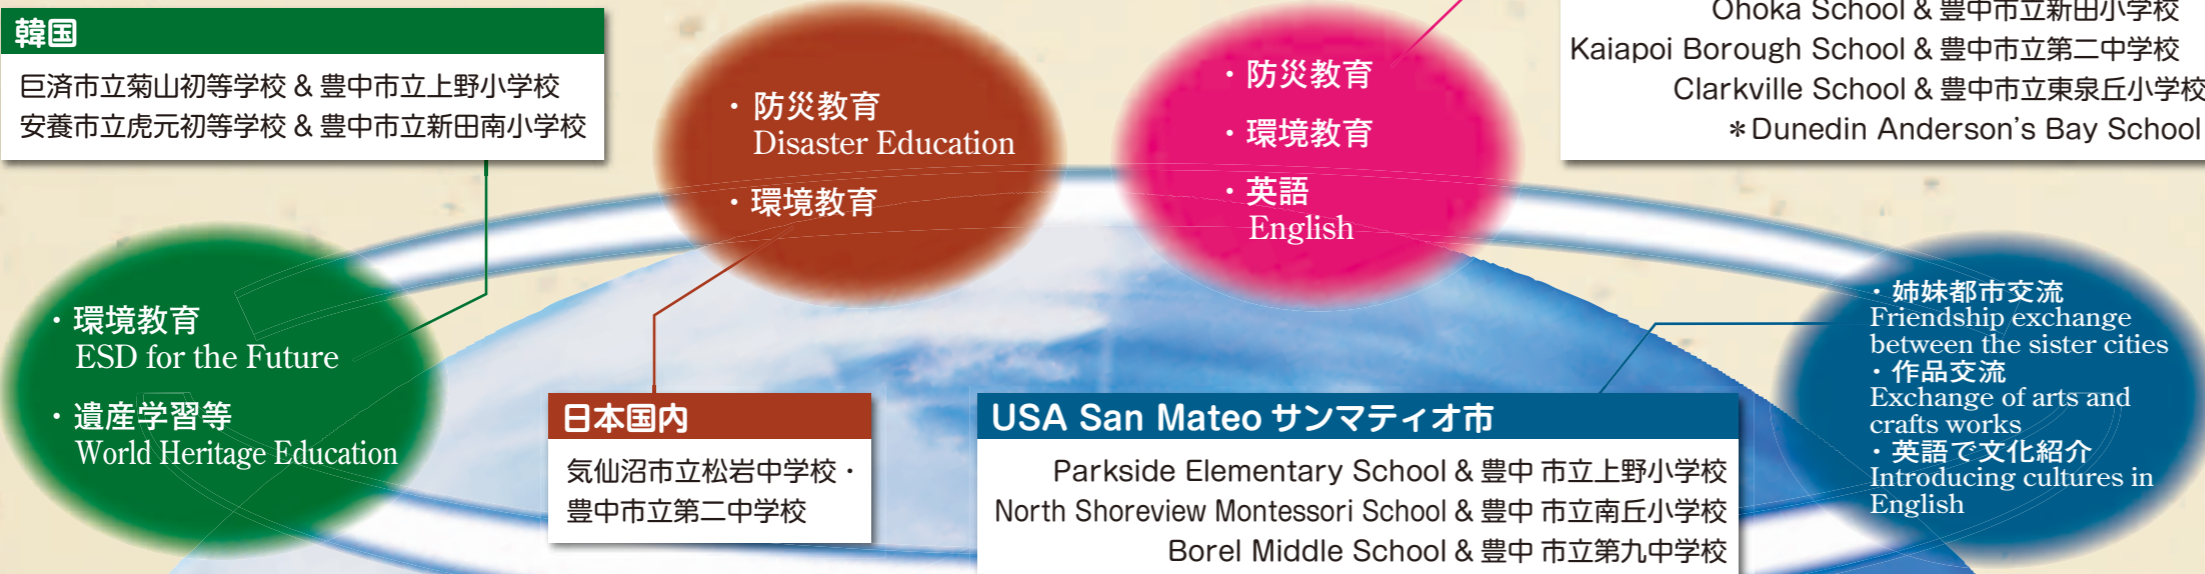 韓国
巨済市立菊山初等学校 & 豊中市立上野小学校
安養市立虎元初等学校 & 豊中市立新田南小学校
・防災教育
Disaster Education
・環境教育
・防災教育
・環境教育
・英語
English
Ohoka School & 豊中市立新田小学校
Kaiapoi Borough School & 豊中市立第二中学校
Clarkville School & 豊中市立東泉丘小学校
＊Dunedin Anderson's Bay School
・環境教育
ESD for the Future
・遺産学習等
World Heritage Education
日本国内
気仙沼市立松岩中学校・
豊中市立第二中学校
USA San Mateo サンマティオ市
Parkside Elementary School & 豊中 市立上野小学校
North Shoreview Montessori School & 豊中 市立南丘小学校
Borel Middle School & 豊中 市立第九中学校
・姉妹都市交流
Friendship exchange
between the sister cities
・作品交流
Exchange of arts and
crafts works
・英語で文化紹介
Introducing cultures in
English